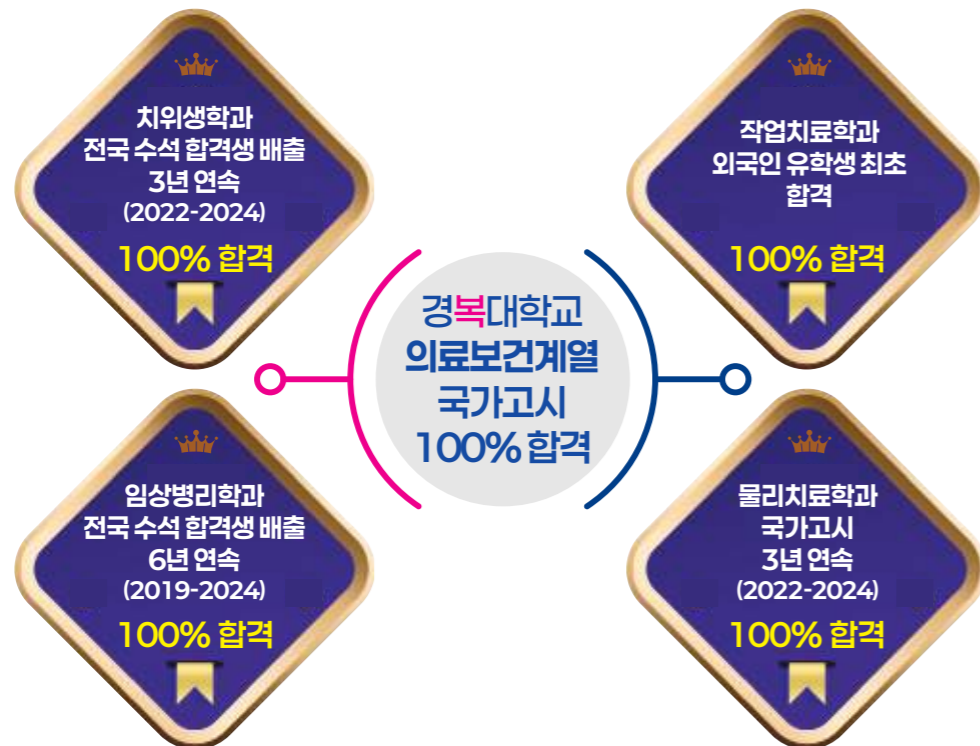 치위생학과
전국 수석 합격생 배출
3년 연속
(2022-2024)
100% 합격
작업치료학과
외국인 유학생 최초
합격
100% 합격
경복대학교
의료보건계열
국가고시
100% 합격
임상병리학과
전국 수석 합격생 배출
6년 연속
(2019-2024)
100% 합격
물리치료학과
국가고시
3년 연속
(2022-2024)
100% 합격